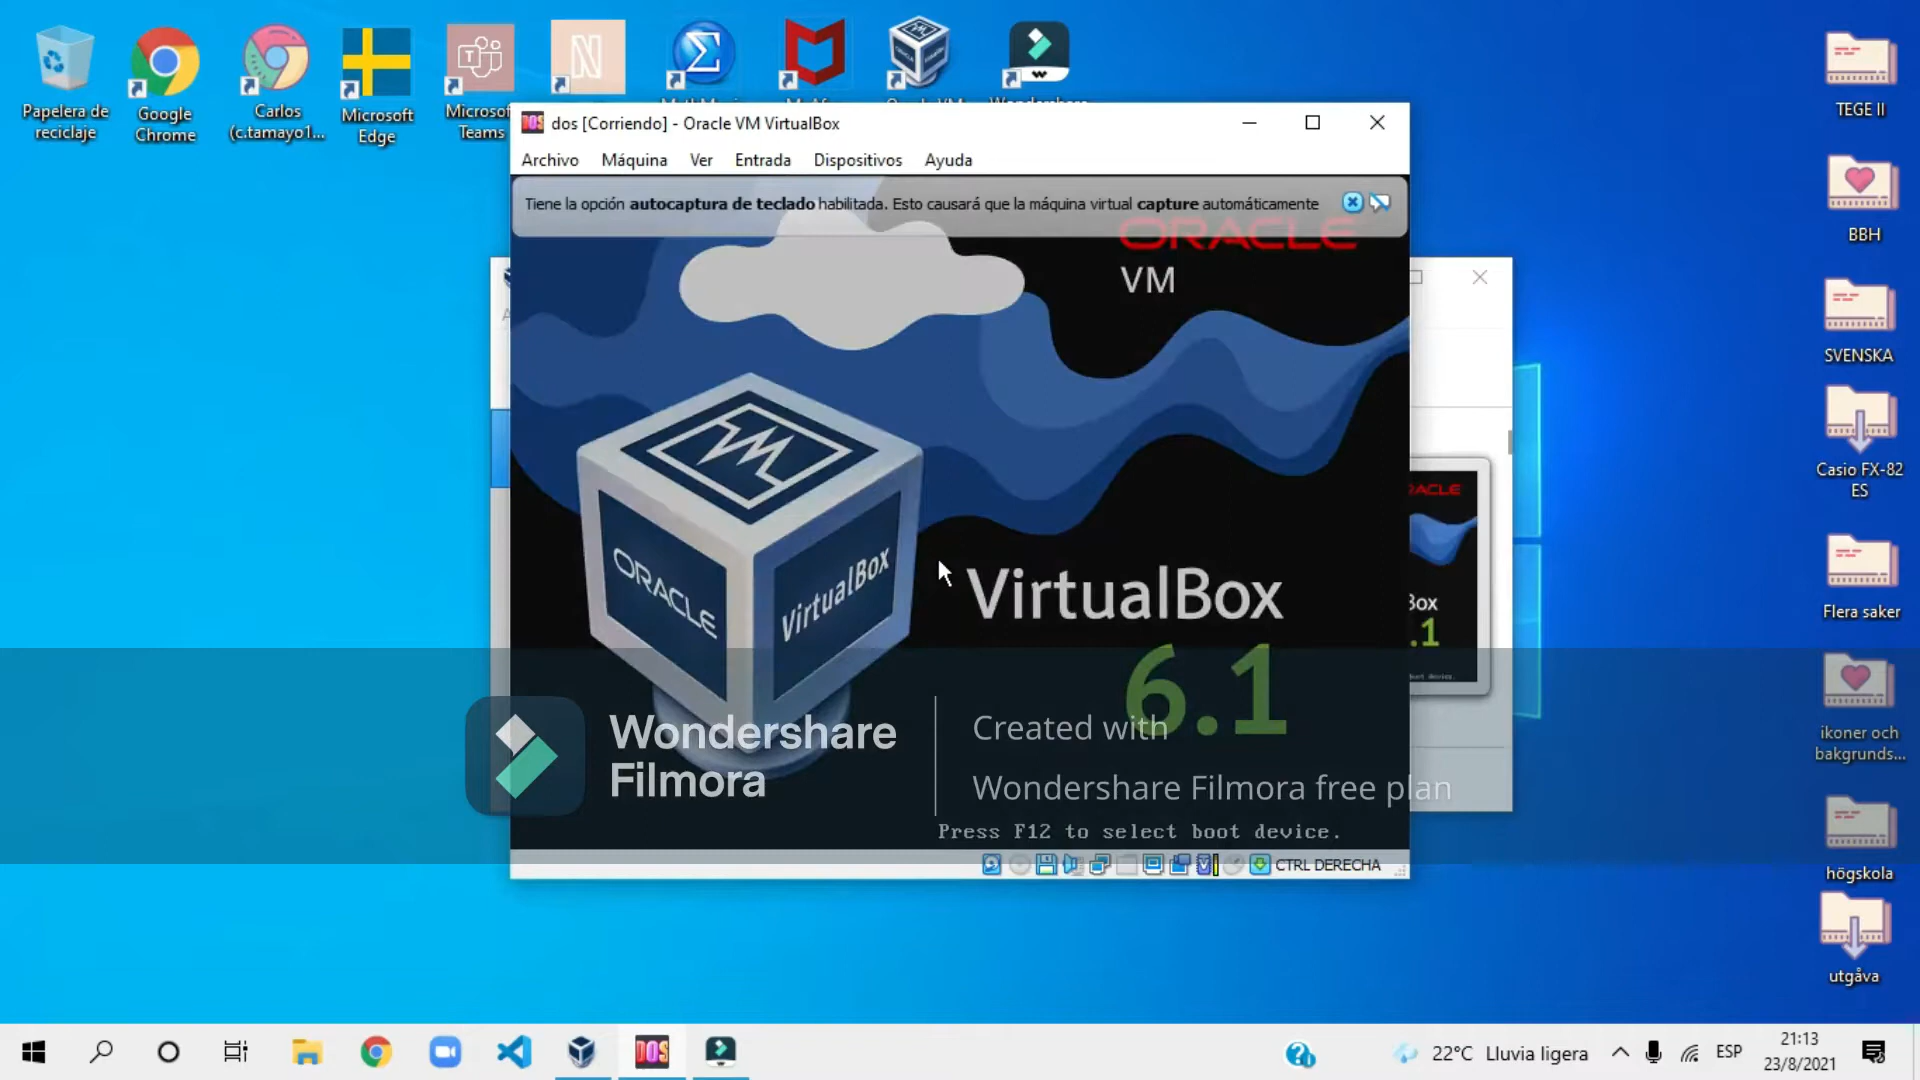 Papelera de
reciclaje
Google
Chrome
Carlos
(c.tamayo1...
Microsoft
Edge
Teams
dos [Corriendo] - Oracle VM VirtualBox
Archivo Máquina Ver Entrada Dispositivos Ayuda
Tiene la opción autocaptura de teclado habilitada. Esto causará que la máquina virtual capture automáticamente
ORACLE
VM
ORACLE
VirtualBox
VirtualBox
6.1
Wondershare
Filmora
Created with
Wondershare Filmora free plan
Press F12 to select boot device.
CTRL DERECHA
TEGE II
BBH
SVENSKA
Casio FX-82
ES
Flera saker
ikoner och
bakgrunds...
högskola
utgåva
DOS
22°C Lluvia ligera
ESP
21:13
23/8/2021